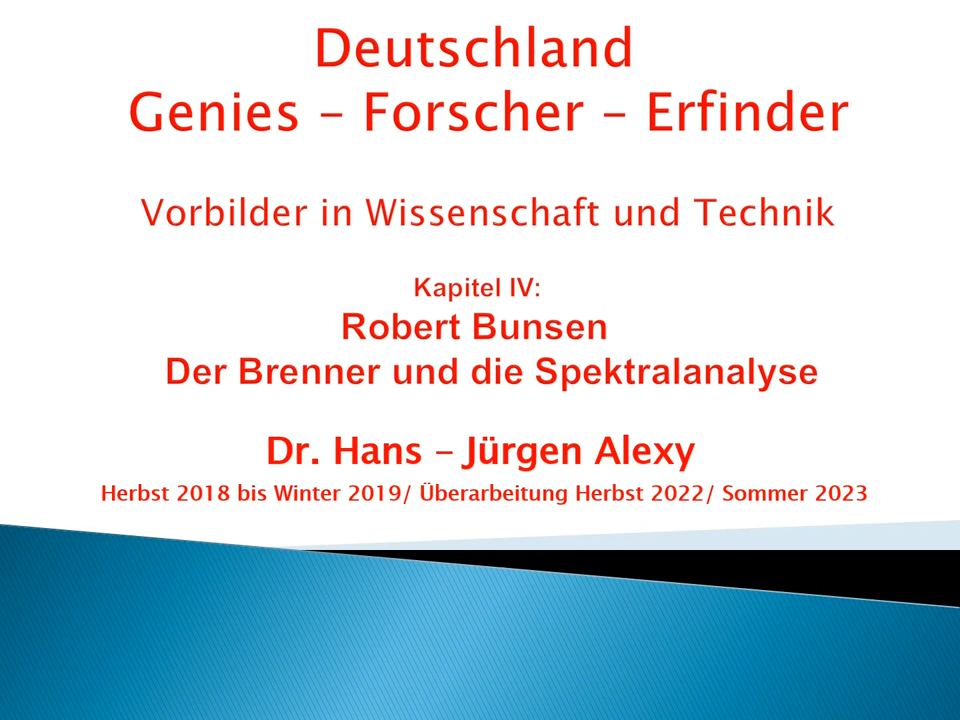 Deutschland
Genies – Forscher – Erfinder
Vorbilder in Wissenschaft und Technik
Kapitel IV:
Robert Bunsen
Der Brenner und die Spektralanalyse
Dr. Hans – Jürgen Alexy
Herbst 2018 bis Winter 2019/ Überarbeitung Herbst 2022/ Sommer 2023